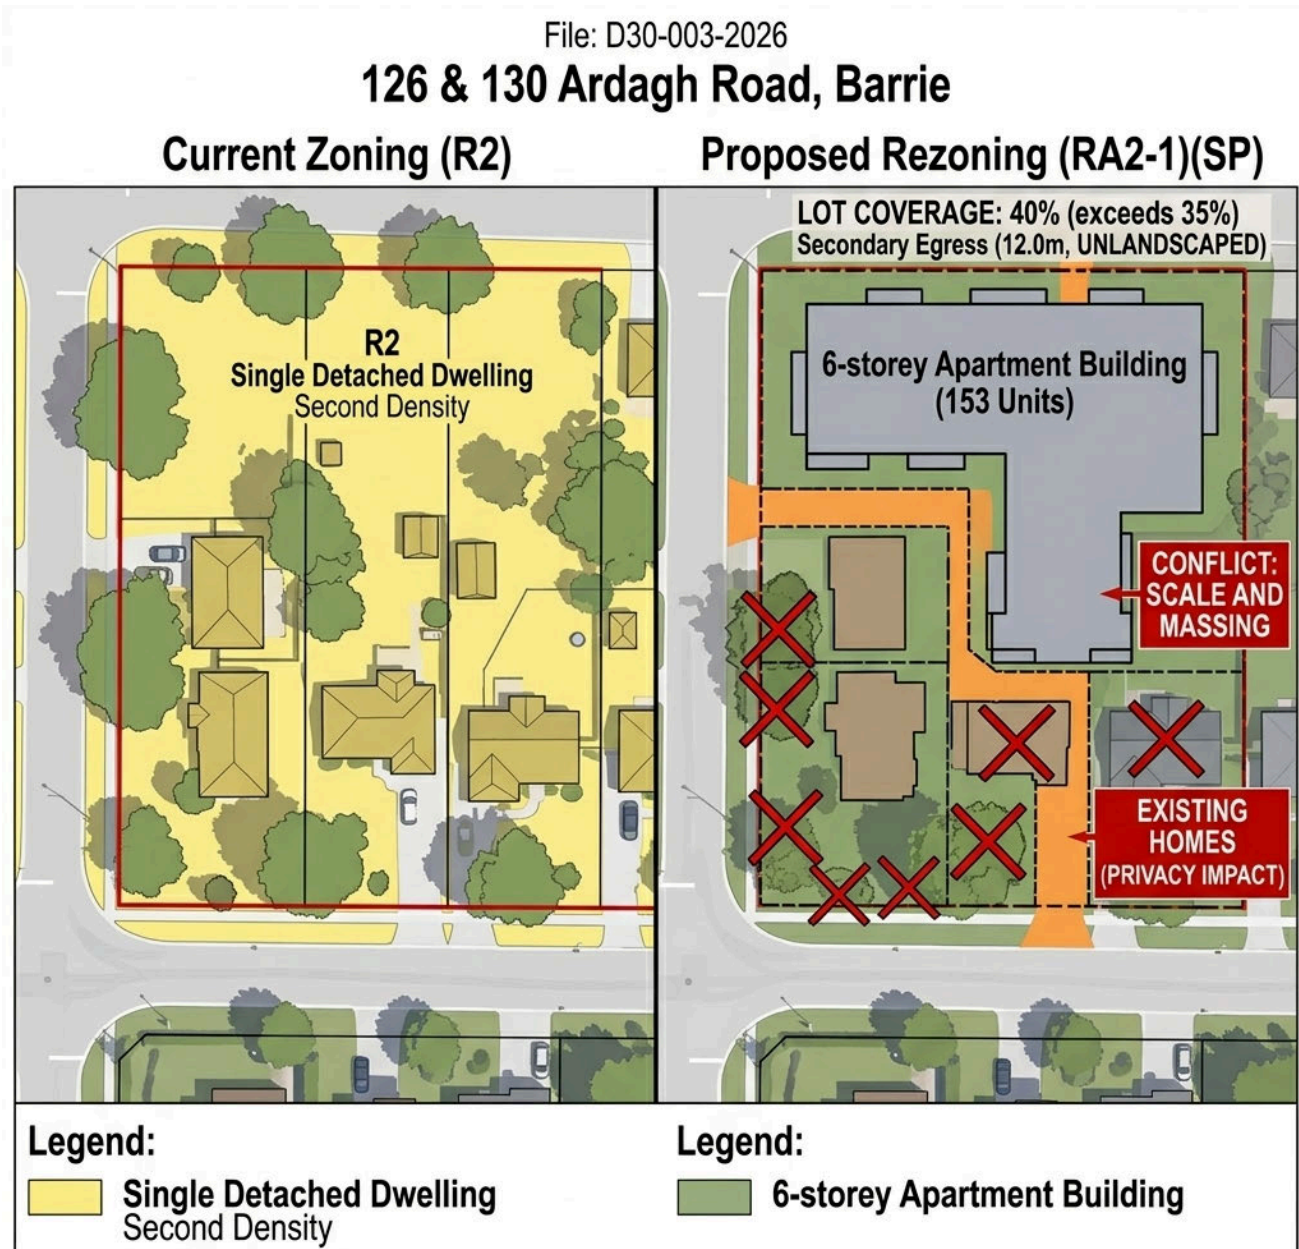 File: D30-003-2026
126 & 130 Ardagh Road, Barrie
Current Zoning (R2)
Proposed Rezoning (RA2-1)(SP)
R2
Single Detached Dwelling
Second Density
LOT COVERAGE: 40% (exceeds 35%)
Secondary Egress (12.0m, UNLANDSCAPED)
6-storey Apartment Building
(153 Units)
CONFLICT:
SCALE AND
MASSING
EXISTING
HOMES
(PRIVACY IMPACT)
Legend:
Single Detached Dwelling
Second Density
Legend:
6-storey Apartment Building